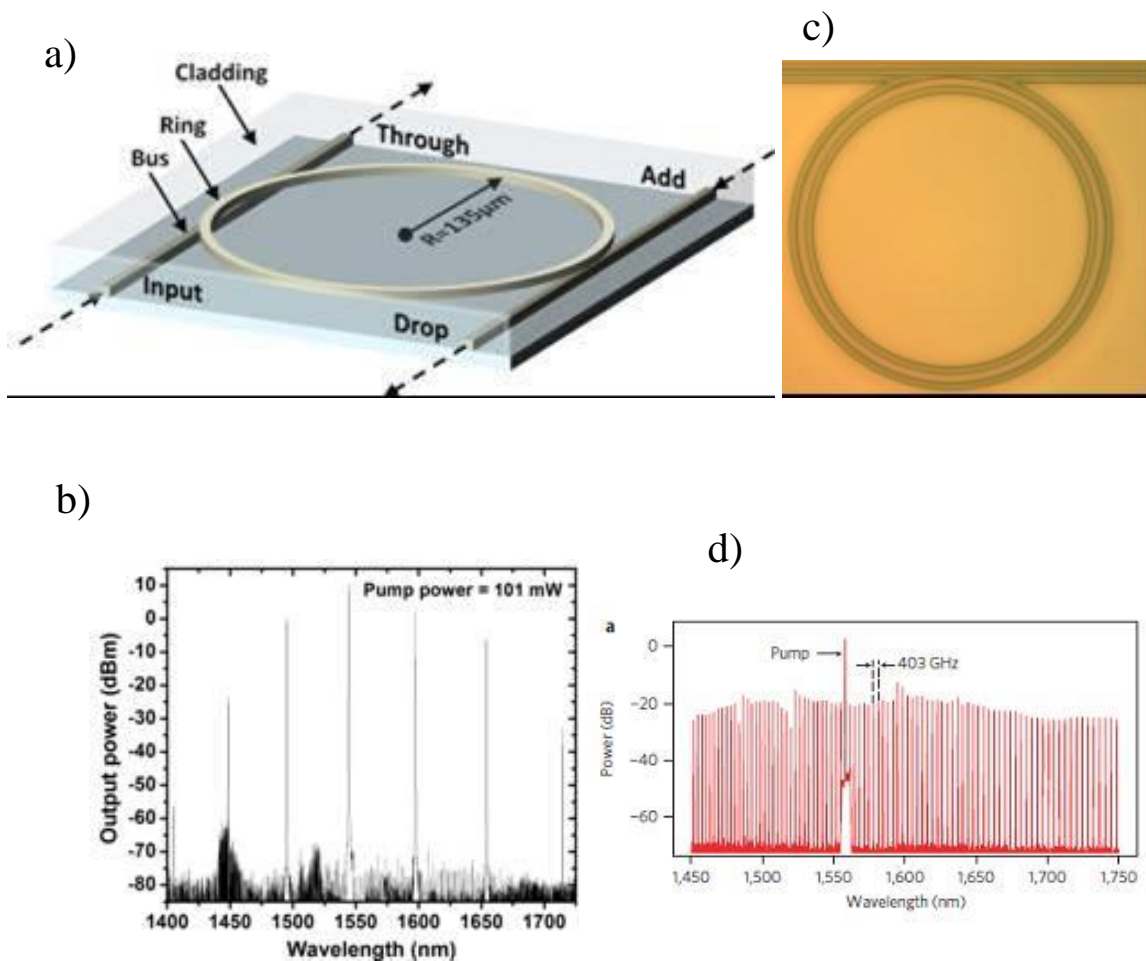 a)
Cladding
Ring
Bus
Through
Add
R=135μm
Input
Drop
c)
b)
Pump power = 101 mW
Output power (dBm)
10
0
-10
-20
-30
-40
-50
-60
-70
-80
1400 1450 1500 1550 1600 1650 1700
Wavelength (nm)
d)
a
Pump
403 GHz
Power (dB)
0
−20
−40
−60
1,450 1,500 1,550 1,600 1,650 1,700 1,750
Wavelength (nm)